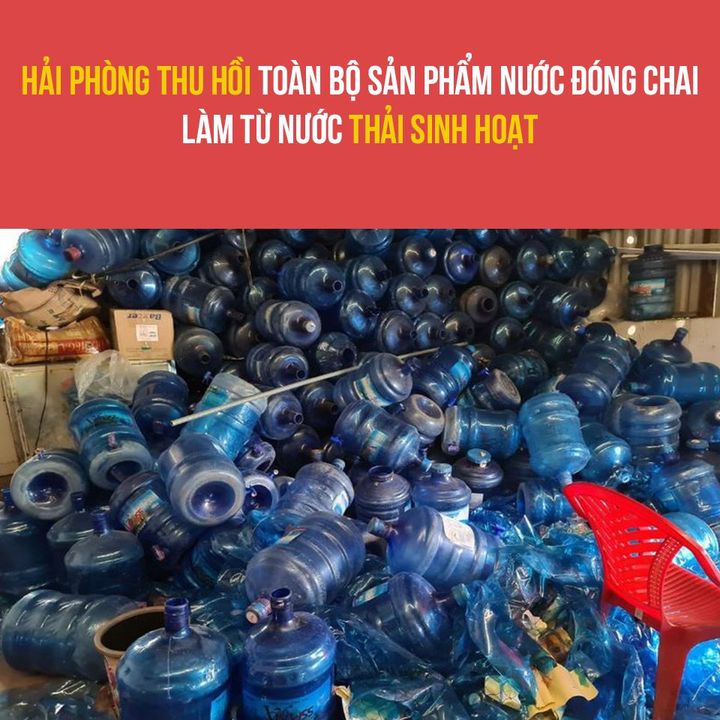 HẢI PHÒNG THU HỒI TOÀN BỘ SẢN PHẨM NƯỚC ĐÓNG CHAI
LÀM TỪ NƯỚC THẢI SINH HOẠT